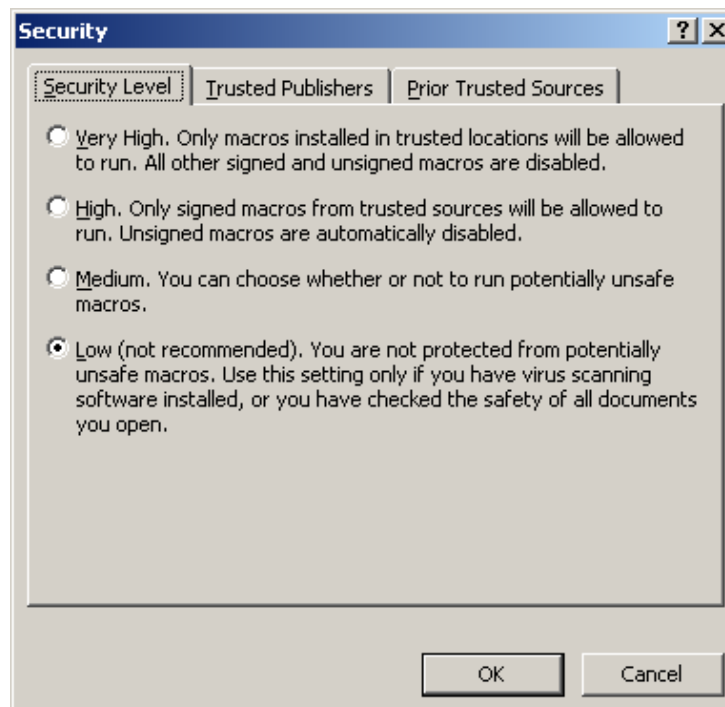 Security
Security Level
Trusted Publishers
Prior Trusted Sources
Very High. Only macros installed in trusted locations will be allowed
to run. All other signed and unsigned macros are disabled.
High. Only signed macros from trusted sources will be allowed to
run. Unsigned macros are automatically disabled.
Medium. You can choose whether or not to run potentially unsafe
macros.
Low (not recommended). You are not protected from potentially
unsafe macros. Use this setting only if you have virus scanning
software installed, or you have checked the safety of all documents
you open.
OK
Cancel